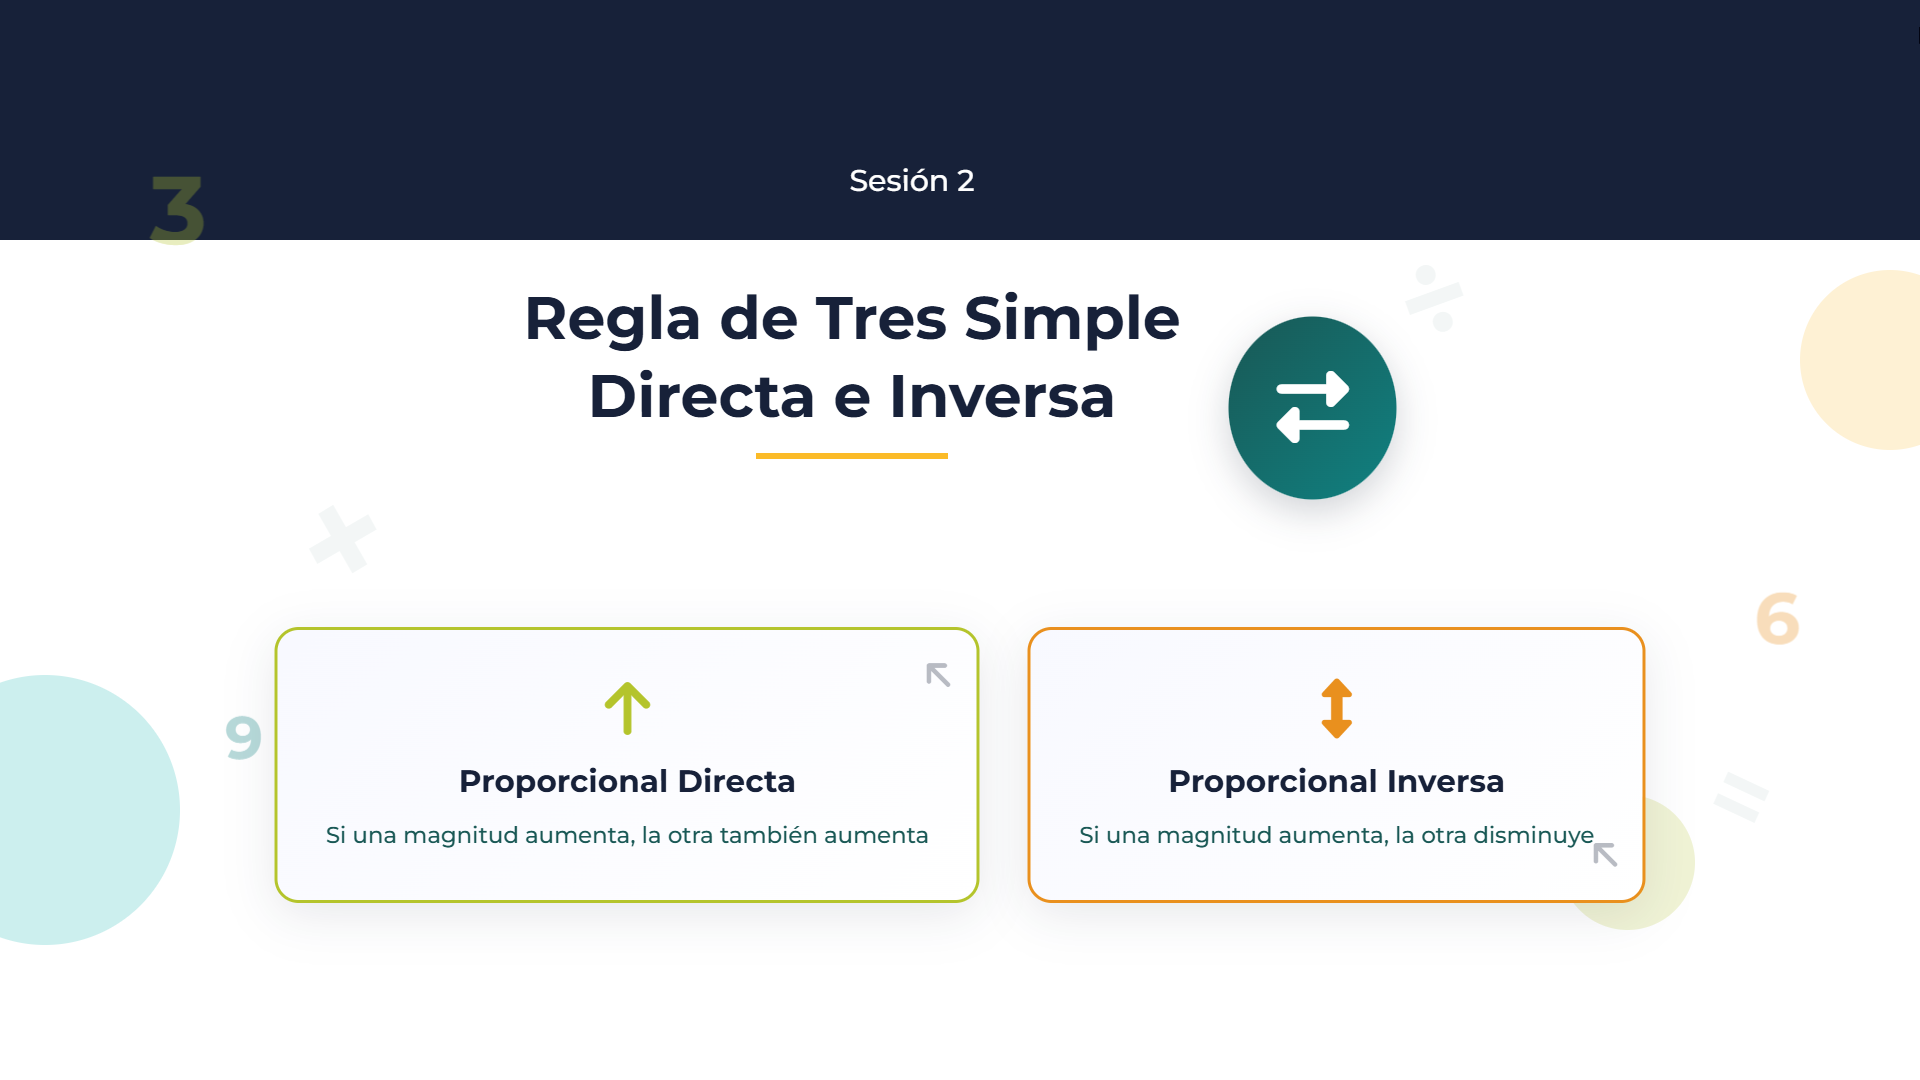 Sesión 2
3
Regla de Tres Simple
Directa e Inversa
÷
×
6
9
Proporcional Directa
Si una magnitud aumenta, la otra también aumenta
Proporcional Inversa
Si una magnitud aumenta, la otra disminuye
=